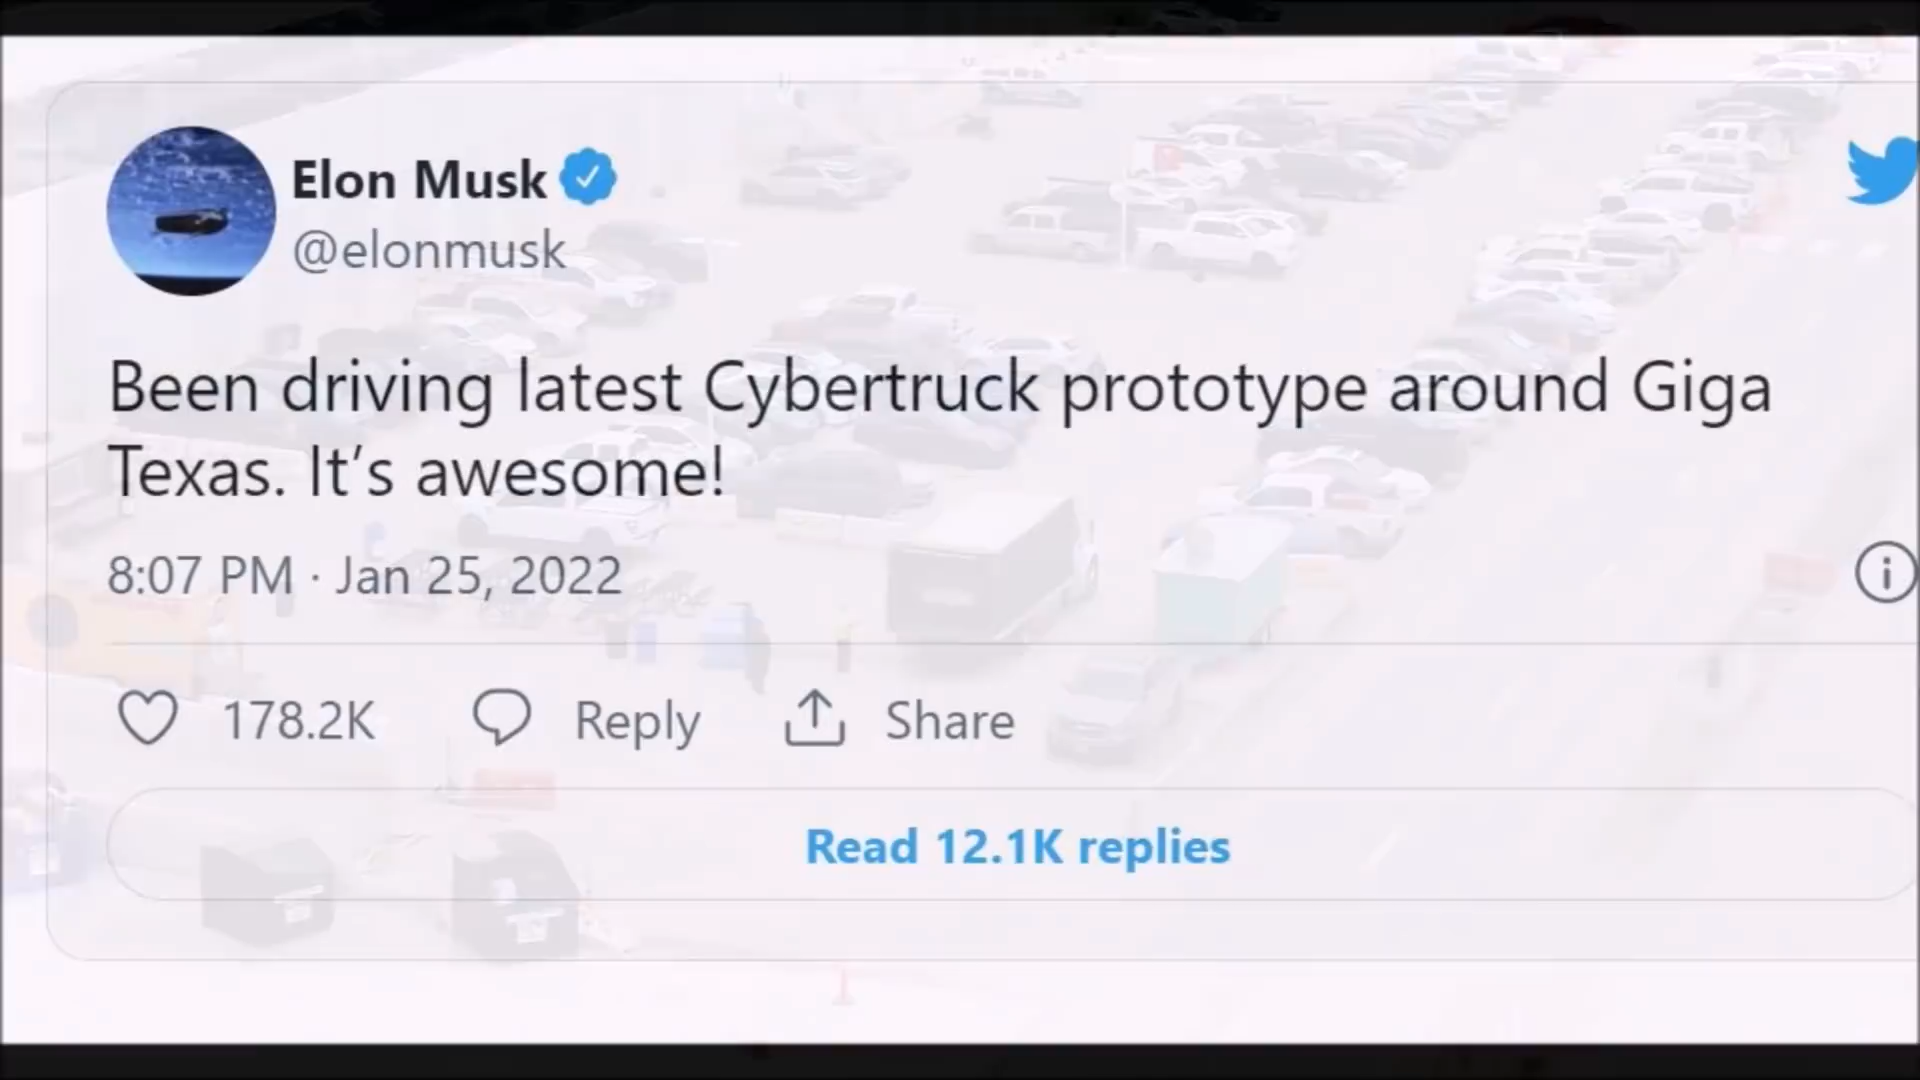 Elon Musk
@elonmusk
Been driving latest Cybertruck prototype around Giga
Texas. It’s awesome!
8:07 PM · Jan 25, 2022
178.2K Reply Share
Read 12.1K replies